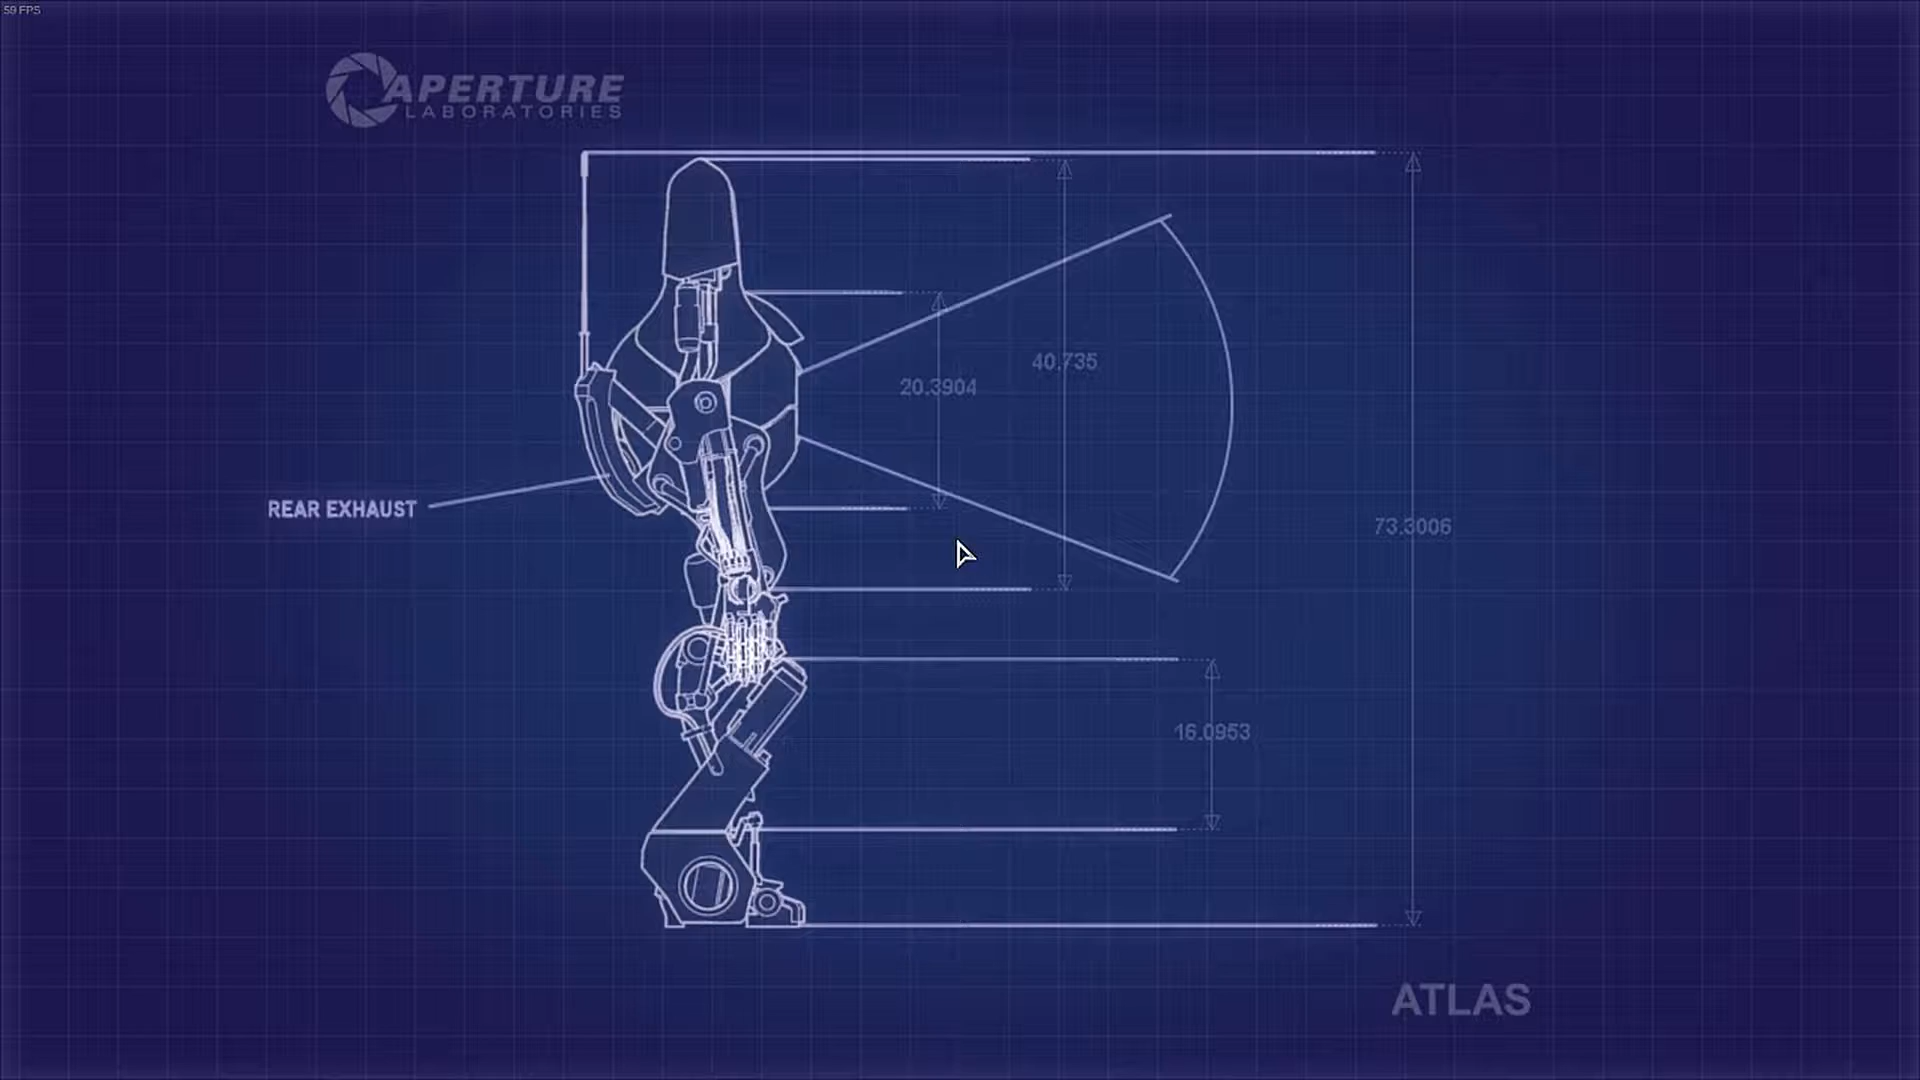 59 FPS
APERTURE
LABORATORIES
40.735
20.3904
REAR EXHAUST
73.3006
16.0953
ATLAS